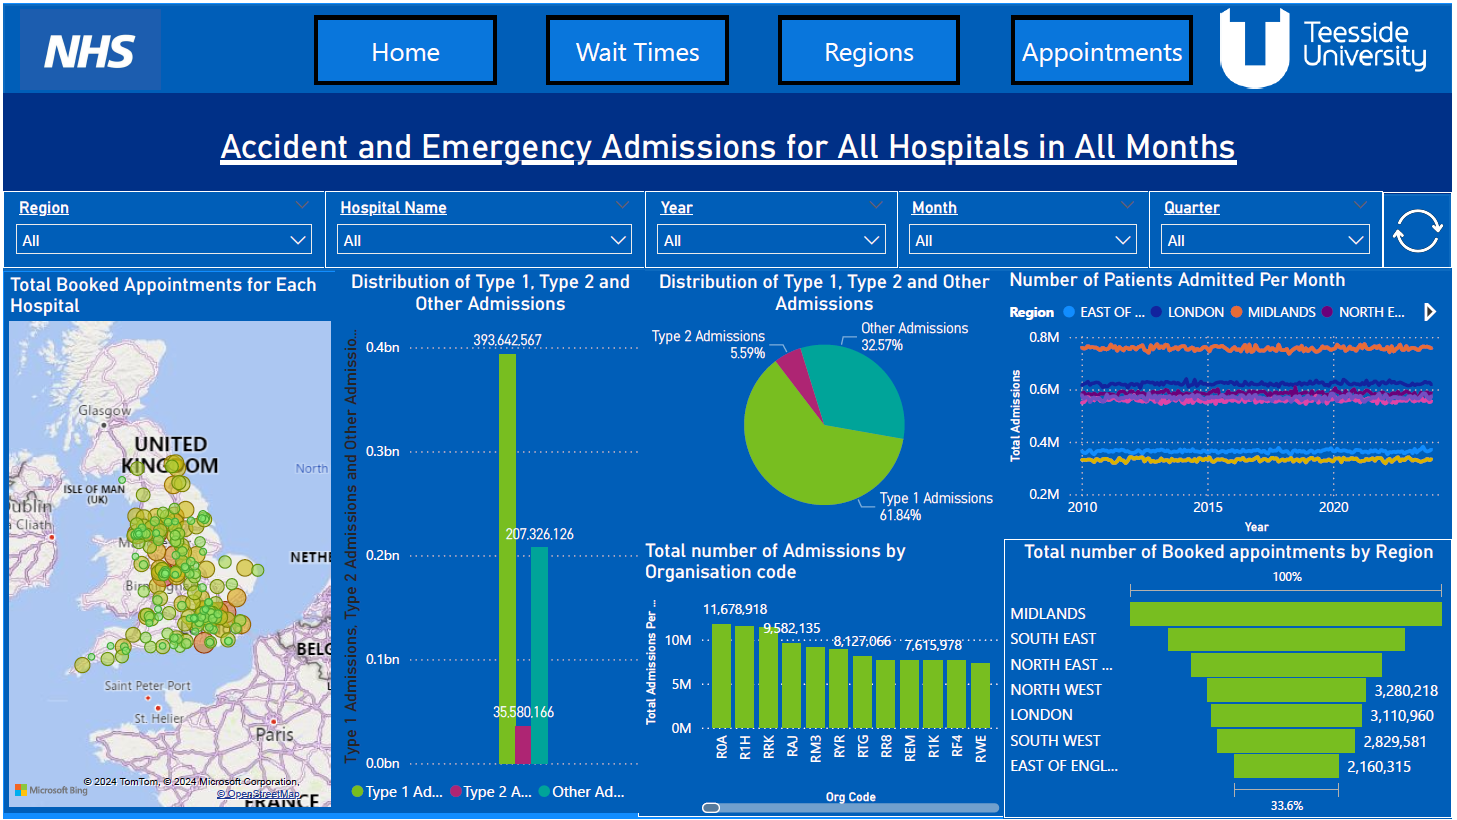 NHS
Home
Wait Times
Regions
Appointments
Teesside
University
Accident and Emergency Admissions for All Hospitals in All Months
Region
All
Hospital Name
All
Year
All
Month
All
Quarter
All
Total Booked Appointments for Each
Hospital
Glasgow
UNITED
KINGDOM
North
ISLE OF MAN
(UK)
Dublin
a Cliath
NETHE
Birmingham
BELG
Saint Peter Port
St. Helier
Paris
FRANCE
Microsoft Bing
© 2024 TomTom, © 2024 Microsoft Corporation,
© OpenStreetMap
Distribution of Type 1, Type 2 and
Other Admissions
Type 1 Admissions, Type 2 Admissions and Other Admissio...
0.4bn
0.3bn
0.2bn
0.1bn
0.0bn
393,642,567
207,326,126
35,580,166
Type 1 Ad...
Type 2 A...
Other Ad...
Distribution of Type 1, Type 2 and Other
Admissions
Type 2 Admissions
5.59%
Other Admissions
32.57%
Type 1 Admissions
61.84%
Number of Patients Admitted Per Month
Region
EAST OF ...
LONDON
MIDLANDS
NORTH E...
Total Admissions
0.8M
0.6M
0.4M
0.2M
2010
2015
2020
Year
Total number of Admissions by
Organisation code
Total Admissions Per ...
10M
5M
0M
11,678,918
9,582,135
8,127,066
7,615,978
R0A
R1H
RRK
RAJ
RM3
RYR
RTG
RR8
REM
R1K
RF4
RWE
Org Code
Total number of Booked appointments by Region
100%
MIDLANDS
SOUTH EAST
NORTH EAST ...
NORTH WEST
3,280,218
LONDON
3,110,960
SOUTH WEST
2,829,581
EAST OF ENGL...
2,160,315
33.6%